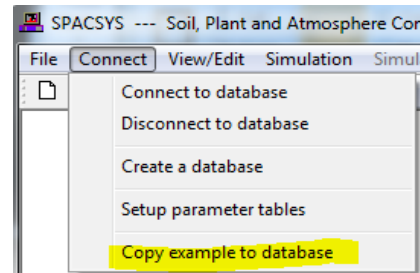 SPACSYS --- Soil, Plant and Atmosphere Con
File Connect View/Edit Simulation Simul
Connect to database
Disconnect to database
Create a database
Setup parameter tables
Copy example to database